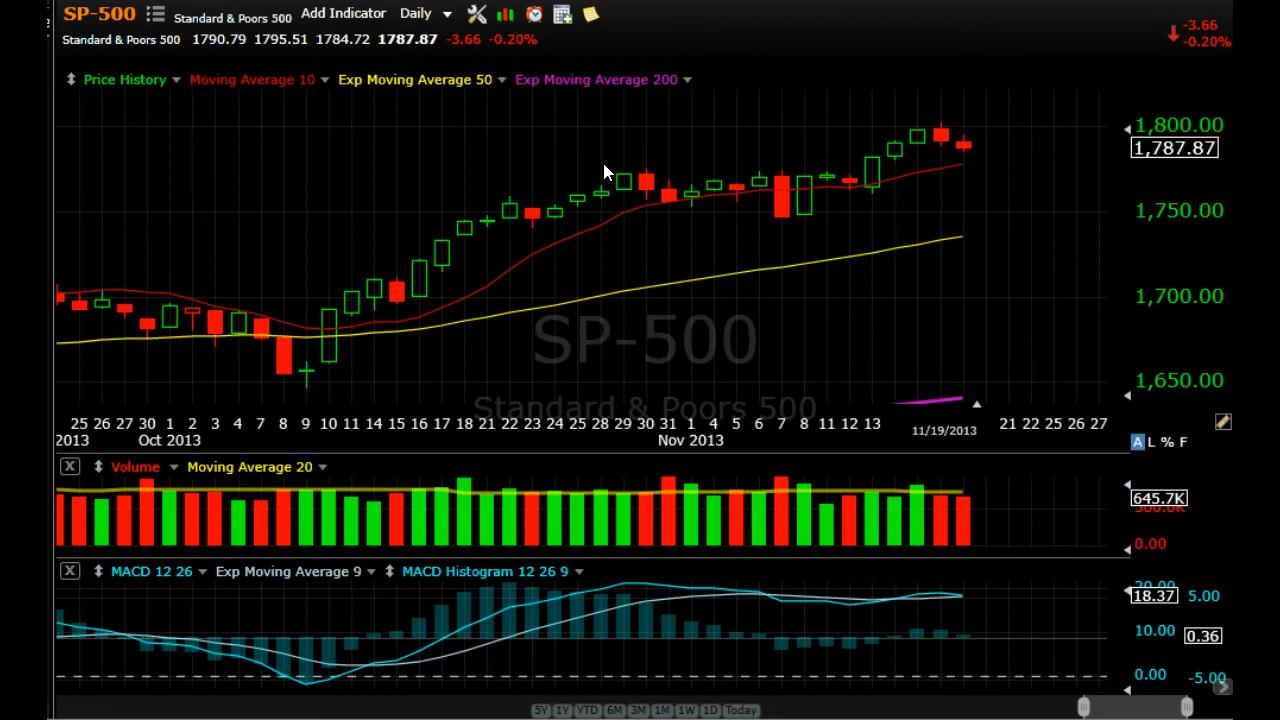 SP-500 Standard & Poors 500 Add Indicator Daily
Standard & Poors 500 1790.79 1795.51 1784.72 1787.87 -3.66 -0.20%
-3.66
-0.20%
Price History Moving Average 10 Exp Moving Average 50 Exp Moving Average 200
1,800.00
1,787.87
1,750.00
1,700.00
1,650.00
SP-500
Standard & Poors 500
25 26 27 30 1 2 3 4 7 8 9 10 11 14 15 16 17 18 21 22 23 24 25 28 29 30 31 1 4 5 6 7 8 11 12 13 21 22 25 26 27
2013 Oct 2013 Nov 2013 11/19/2013
A L % F
X Volume Moving Average 20
645.7K
500.0K
0.00
X MACD 12 26 Exp Moving Average 9 MACD Histogram 12 26 9
20.00
18.37 5.00
10.00 0.36
0.00 -5.00
5Y 1Y YTD 6M 3M 1M 1W 1D Today